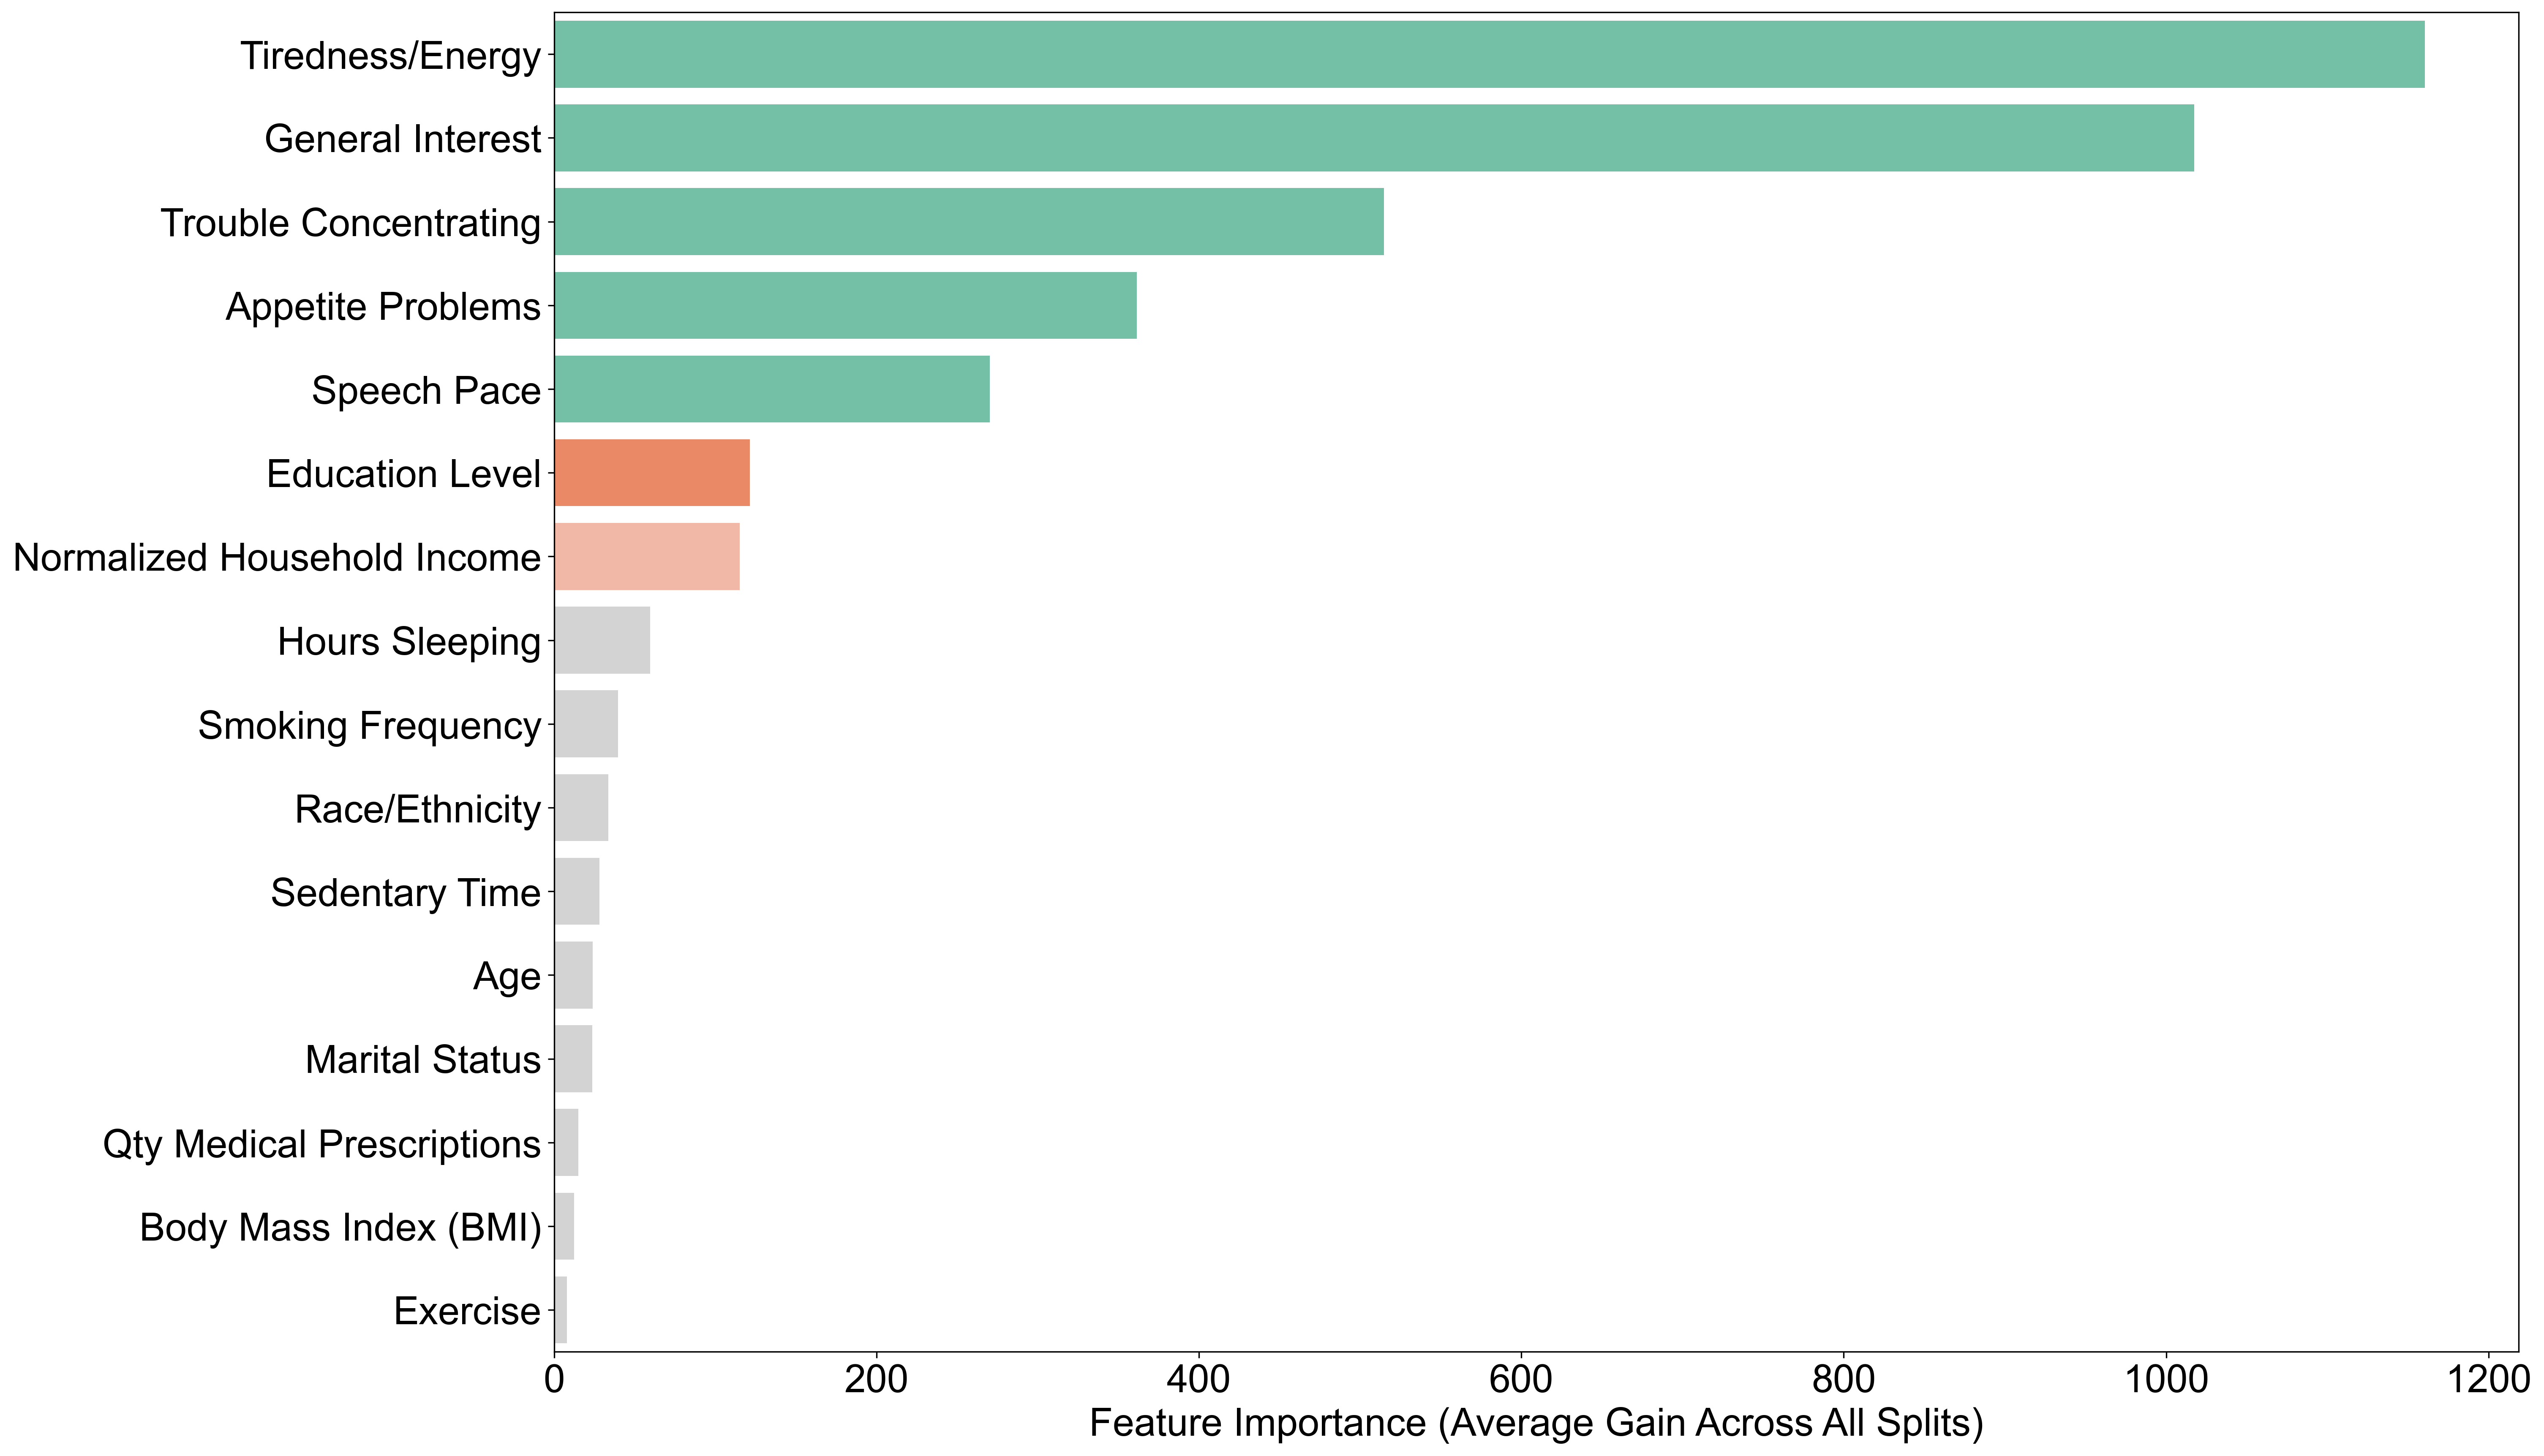 Tiredness/Energy
General Interest
Trouble Concentrating
Appetite Problems
Speech Pace
Education Level
Normalized Household Income
Hours Sleeping
Smoking Frequency
Race/Ethnicity
Sedentary Time
Age
Marital Status
Qty Medical Prescriptions
Body Mass Index (BMI)
Exercise
0 200 400 600 800 1000 1200
Feature Importance (Average Gain Across All Splits)